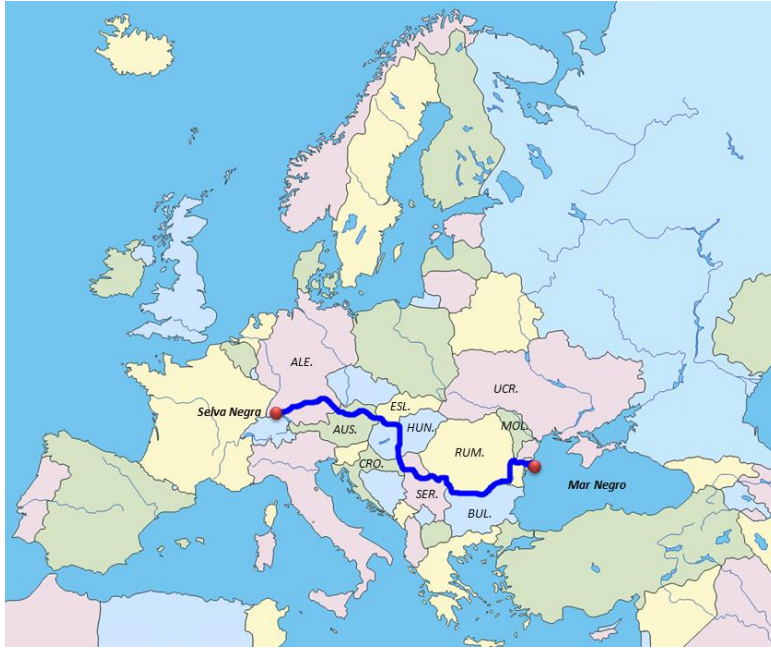 ALE.
UCR.
Selva Negra
ESL.
AUS.
HUN.
MOL.
RUM.
CRO.
SER.
Mar Negro
BUL.